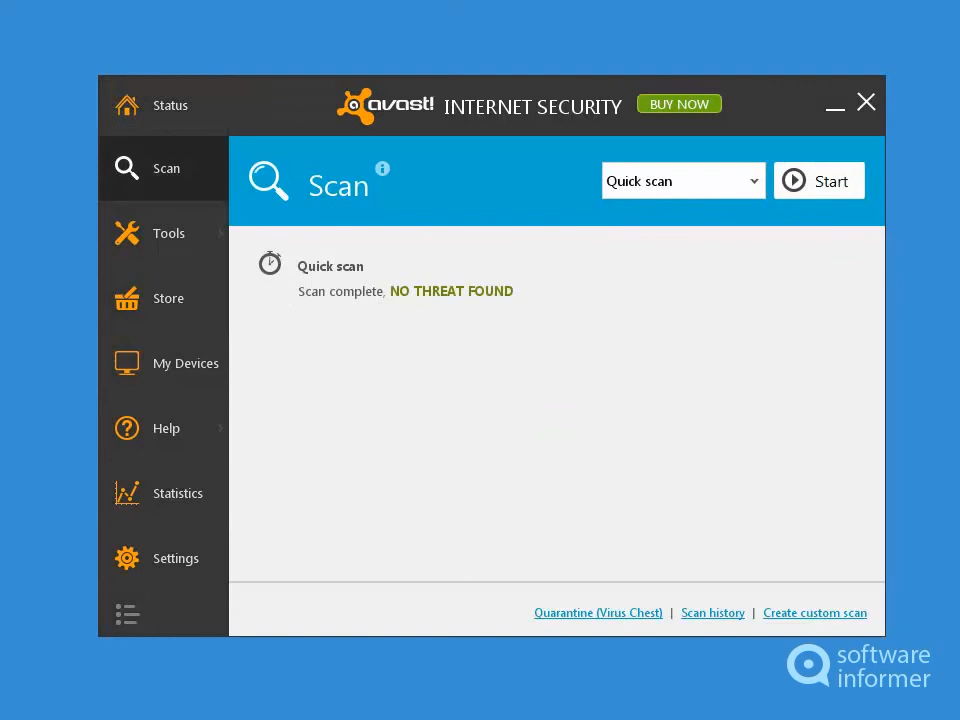 Status
avast! INTERNET SECURITY BUY NOW
Scan
Tools
Store
My Devices
Help
Statistics
Settings
Scan
Quick scan
Start
Quick scan
Scan complete, NO THREAT FOUND
Quarantine (Virus Chest) | Scan history | Create custom scan
software
informer